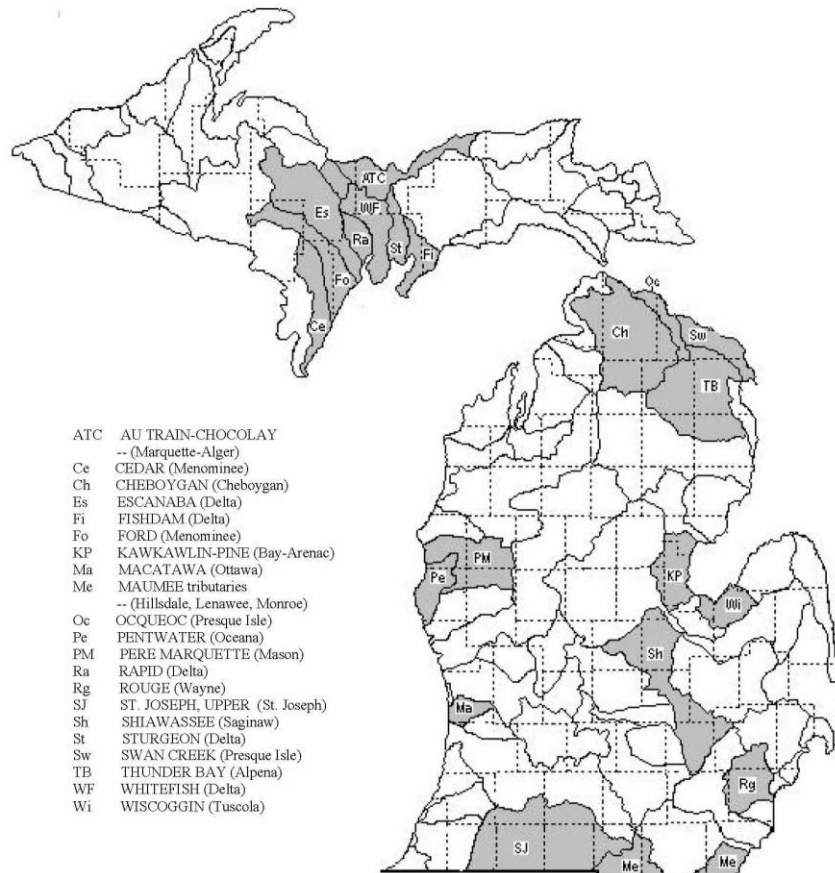 ATC
WF
Es
Ra
St
Fi
Fo
Ce
Oc
Ch
Sw
TB
ATC AU TRAIN-CHOCOLAY
-- (Marquette-Alger)
Ce CEDAR (Menominee)
Ch CHEBOYGAN (Cheboygan)
Es ESCANABA (Delta)
Fi FISHDAM (Delta)
Fo FORD (Menominee)
KP KAWKAWLIN-PINE (Bay-Arenac)
Ma MACATAWA (Ottawa)
Me MAUMEE tributaries
-- (Hillsdale, Lenawee, Monroe)
Oc OCQUEOC (Presque Isle)
Pe PENTWATER (Oceana)
PM PERE MARQUETTE (Mason)
Ra RAPID (Delta)
Rg ROUGE (Wayne)
SJ ST. JOSEPH, UPPER (St. Joseph)
Sh SHIAWASSEE (Saginaw)
St STURGEON (Delta)
Sw SWAN CREEK (Presque Isle)
TB THUNDER BAY (Alpena)
WF WHITEFISH (Delta)
Wi WISCOGGIN (Tuscola)
PM
Pe
KP
Wi
Sh
Ma
Rg
SJ
Me
Me